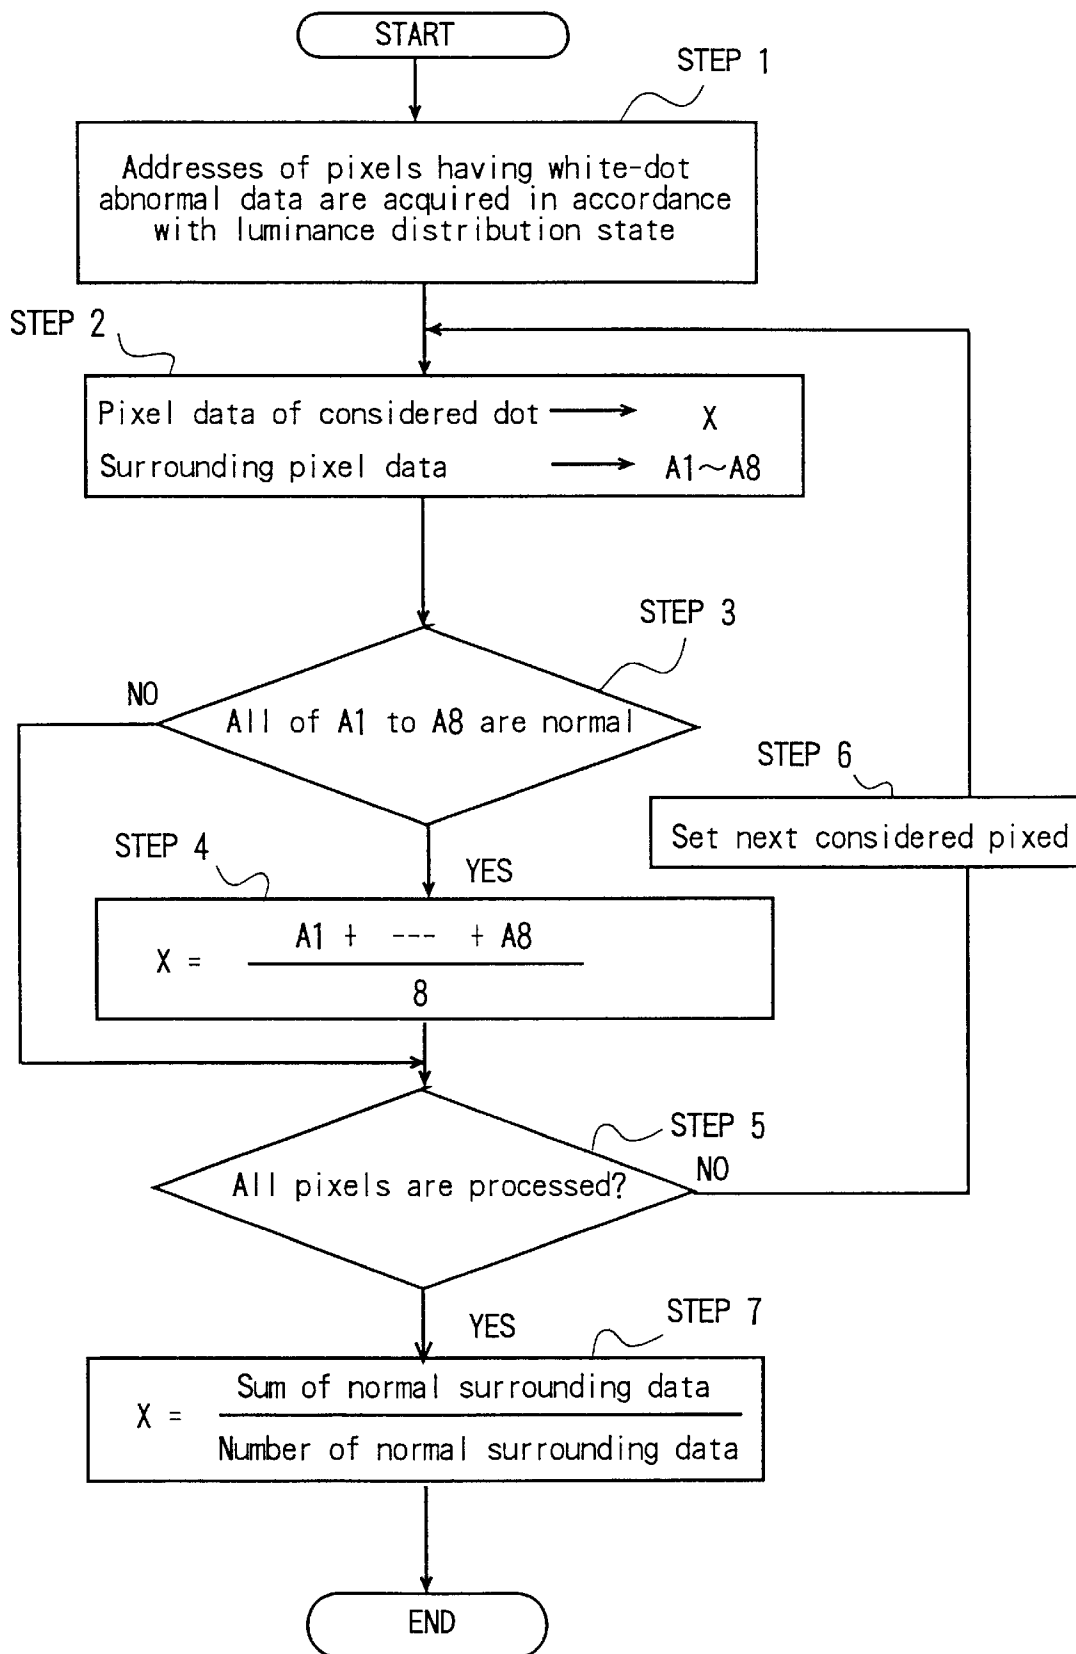 START
STEP 1
Addresses of pixels having white-dot
abnormal data are acquired in accordance
with luminance distribution state
STEP 2
Pixel data of considered dot → X
Surrounding pixel data → A1～A8
STEP 3
NO
All of A1 to A8 are normal
STEP 6
Set next considered pixed
STEP 4
YES
A1 + --- + A8
X =
8
STEP 5
NO
All pixels are processed?
YES
STEP 7
Sum of normal surrounding data
X =
Number of normal surrounding data
END